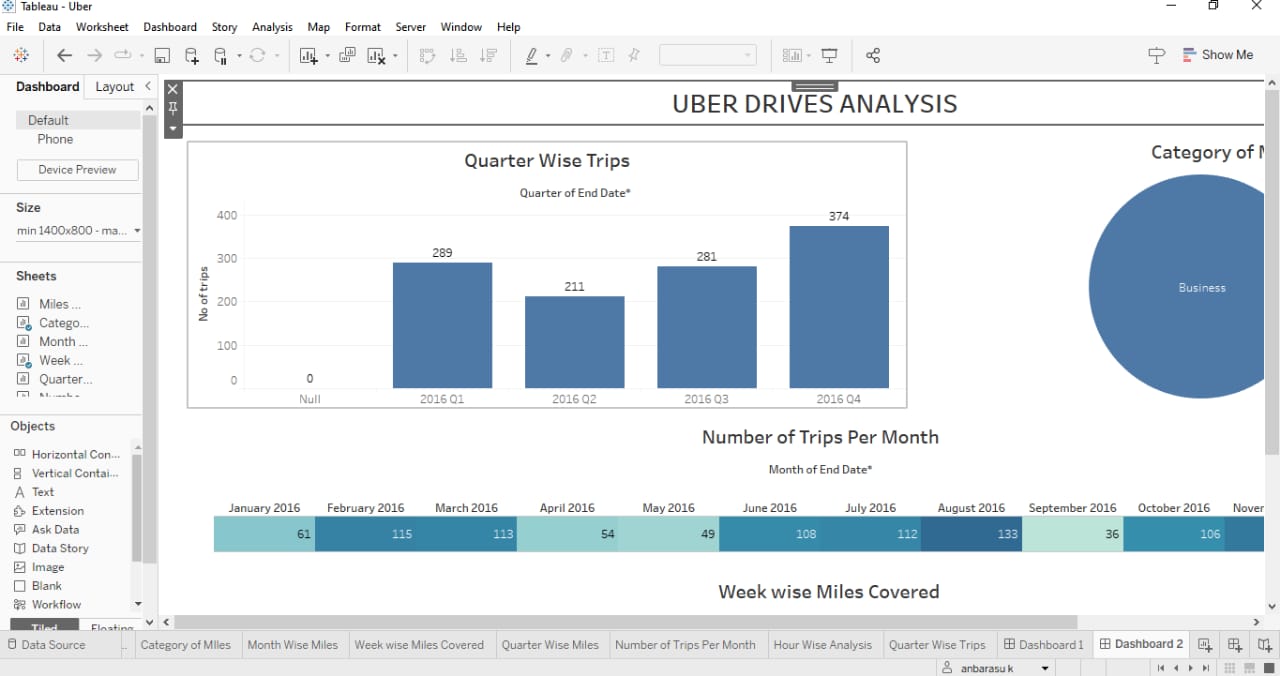 Tableau - Uber
File Data Worksheet Dashboard Story Analysis Map Format Server Window Help
Show Me
Dashboard Layout
Default
Phone
Device Preview
Size
min 1400x800 - ma...
Sheets
Miles ...
Catego...
Month ...
Week ...
Quarter...
Objects
Horizontal Con...
Vertical Contai...
Text
Extension
Ask Data
Data Story
Image
Blank
Workflow
Tiled Floating
UBER DRIVES ANALYSIS
Quarter Wise Trips
Quarter of End Date*
No of trips
400
300
200
100
0
0
289
211
281
374
Null 2016 Q1 2016 Q2 2016 Q3 2016 Q4
Category of M
Business
Number of Trips Per Month
Month of End Date*
January 2016 February 2016 March 2016 April 2016 May 2016 June 2016 July 2016 August 2016 September 2016 October 2016 Nover
61 115 113 54 49 108 112 133 36 106
Week wise Miles Covered
Data Source .. Category of MIles Month Wise Miles Week wise Miles Covered Quarter Wise Miles Number of Trips Per Month Hour Wise Analysis Quarter Wise Trips Dashboard 1 Dashboard 2
anbarasu k